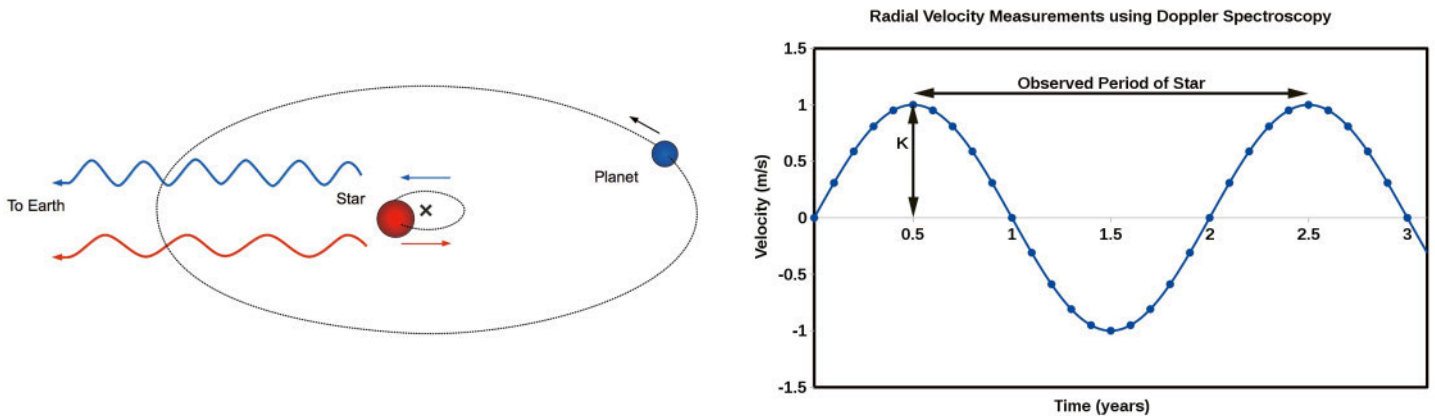 To Earth
Star
Planet
Radial Velocity Measurements using Doppler Spectroscopy
Observed Period of Star
K
Velocity (m/s)
1.5
1
0.5
0
-0.5
-1
-1.5
0.5 1 1.5 2 2.5 3
Time (years)